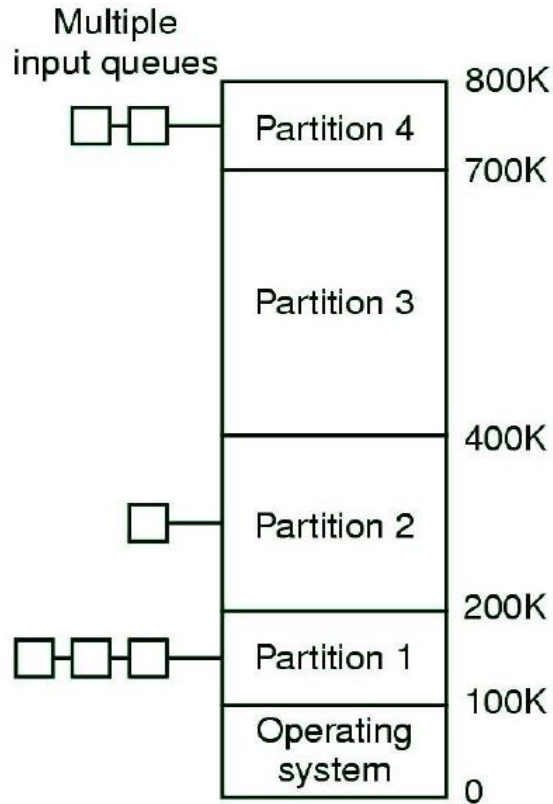 Multiple
input queues
800K
Partition 4
700K
Partition 3
400K
Partition 2
200K
Partition 1
100K
Operating
system
0